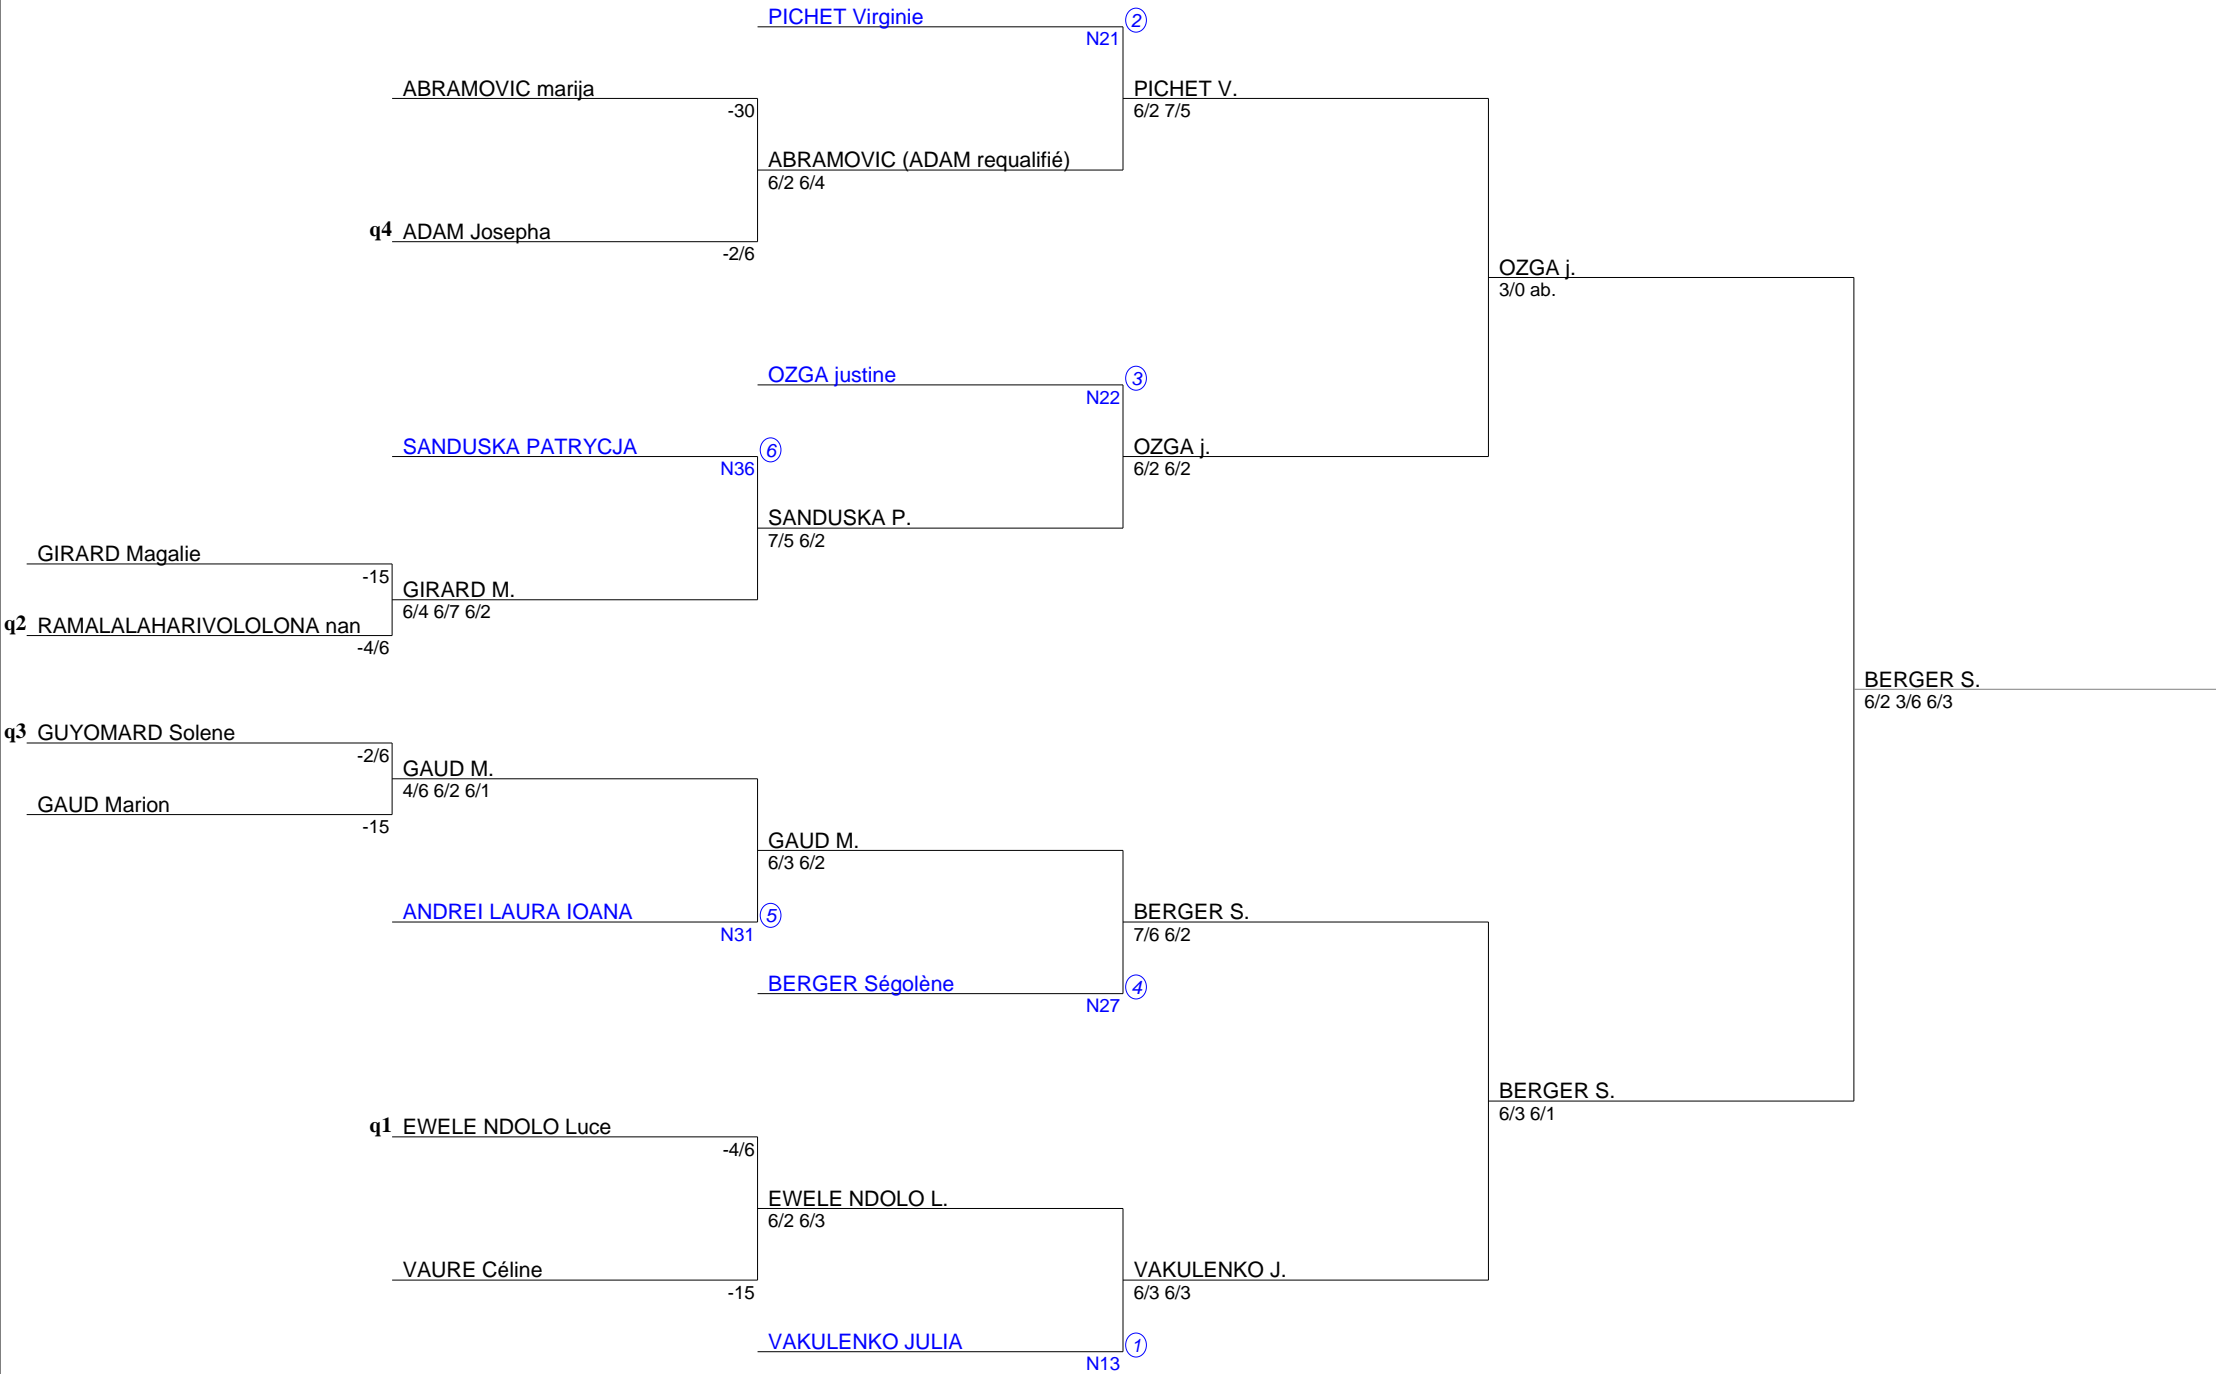 PICHET Virginie
2
N21
ABRAMOVIC marija
-30
PICHET V.
6/2 7/5
ABRAMOVIC (ADAM requalifié)
6/2 6/4
q4 ADAM Josepha
-2/6
OZGA j.
3/0 ab.
OZGA justine
3
N22
SANDUSKA PATRYCJA
6
N36
OZGA j.
6/2 6/2
SANDUSKA P.
7/5 6/2
GIRARD Magalie
-15
GIRARD M.
6/4 6/7 6/2
q2 RAMALALAHARIVOLOLONA nan
-4/6
BERGER S.
6/2 3/6 6/3
q3 GUYOMARD Solene
-2/6
GAUD M.
4/6 6/2 6/1
GAUD Marion
-15
GAUD M.
6/3 6/2
ANDREI LAURA IOANA
5
N31
BERGER S.
7/6 6/2
BERGER Ségolène
4
N27
BERGER S.
6/3 6/1
q1 EWELE NDOLO Luce
-4/6
EWELE NDOLO L.
6/2 6/3
VAURE Céline
-15
VAKULENKO J.
6/3 6/3
VAKULENKO JULIA
1
N13